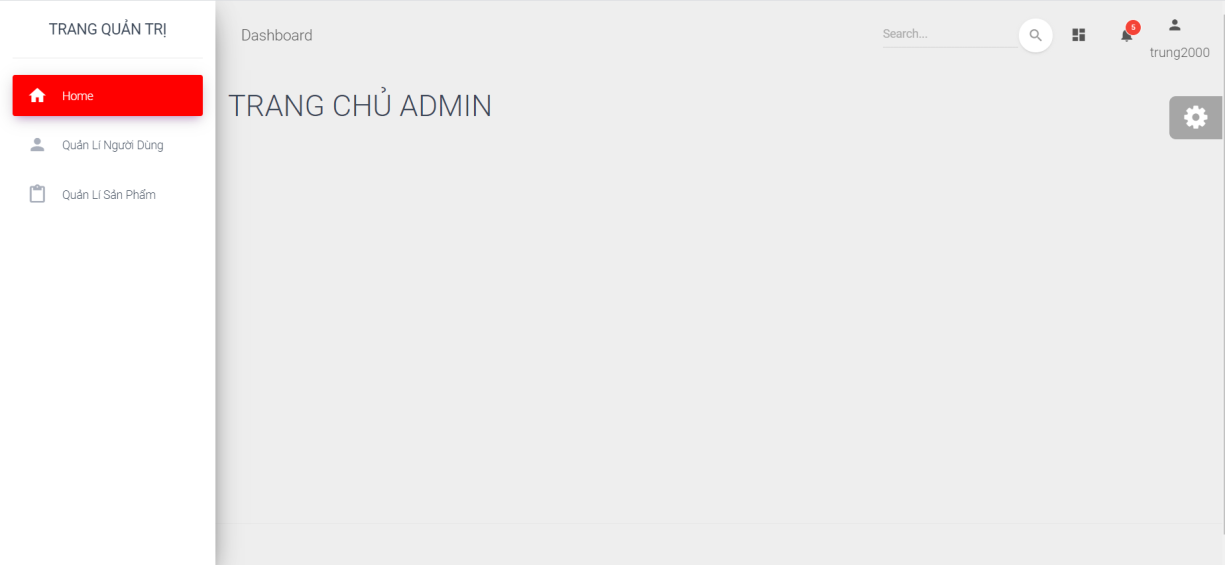 TRANG QUẢN TRỊ
Home
Quản Lí Người Dùng
Quản Lí Sản Phẩm
Dashboard
Search...
5
trung2000
TRANG CHỦ ADMIN